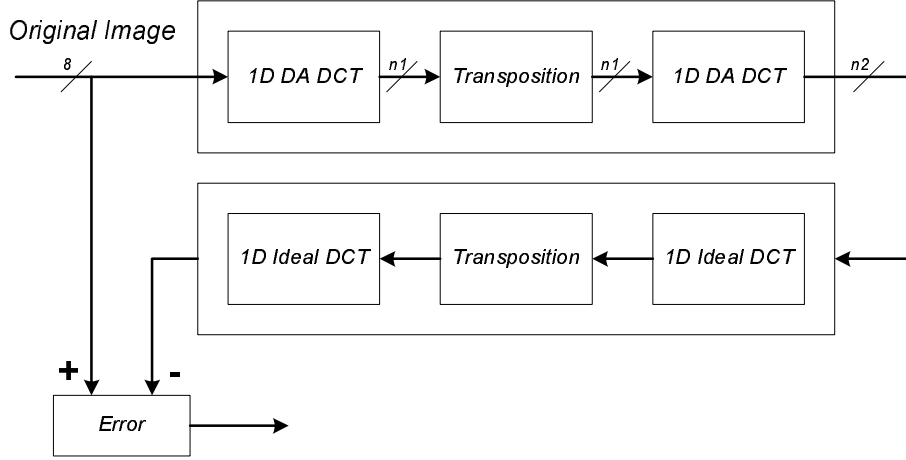 Original Image
8
1D DA DCT
n1
Transposition
n1
1D DA DCT
n2
1D Ideal DCT
Transposition
1D Ideal DCT
+
-
Error